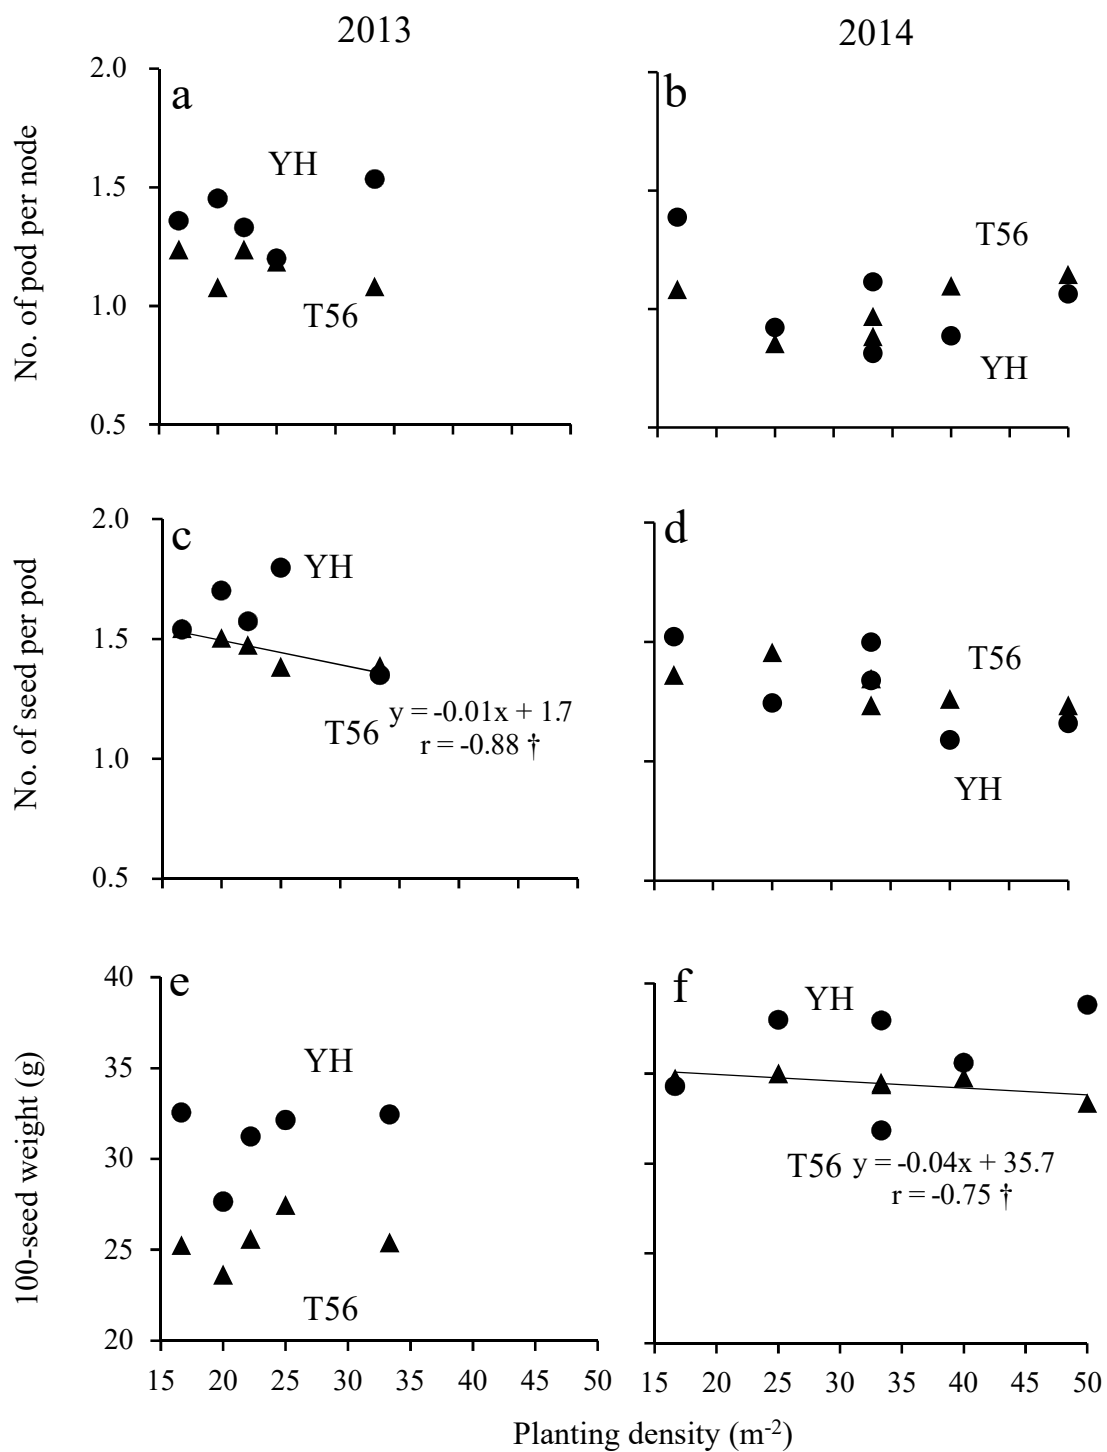 2013
2014
No. of pod per node
2.0
1.5
1.0
0.5
a
YH
T56
b
T56
YH
No. of seed per pod
2.0
1.5
1.0
0.5
c
YH
T56 y = -0.01x + 1.7
r = -0.88 †
d
T56
YH
100-seed weight (g)
40
35
30
25
20
e
YH
T56
f
YH
T56 y = -0.04x + 35.7
r = -0.75 †
15 20 25 30 35 40 45 50
15 20 25 30 35 40 45 50
Planting density (m⁻²)